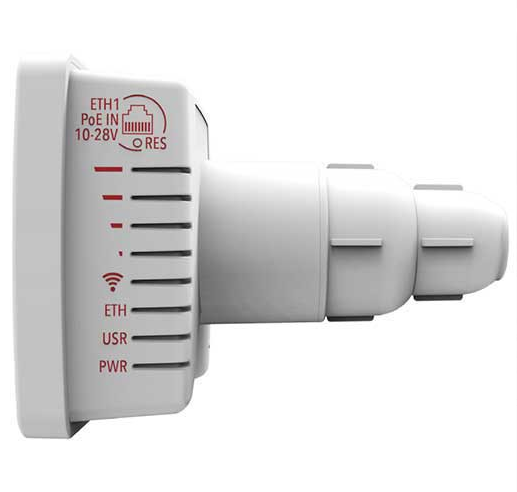 ETH1
PoE IN
10-28V
RES
ETH
USR
PWR